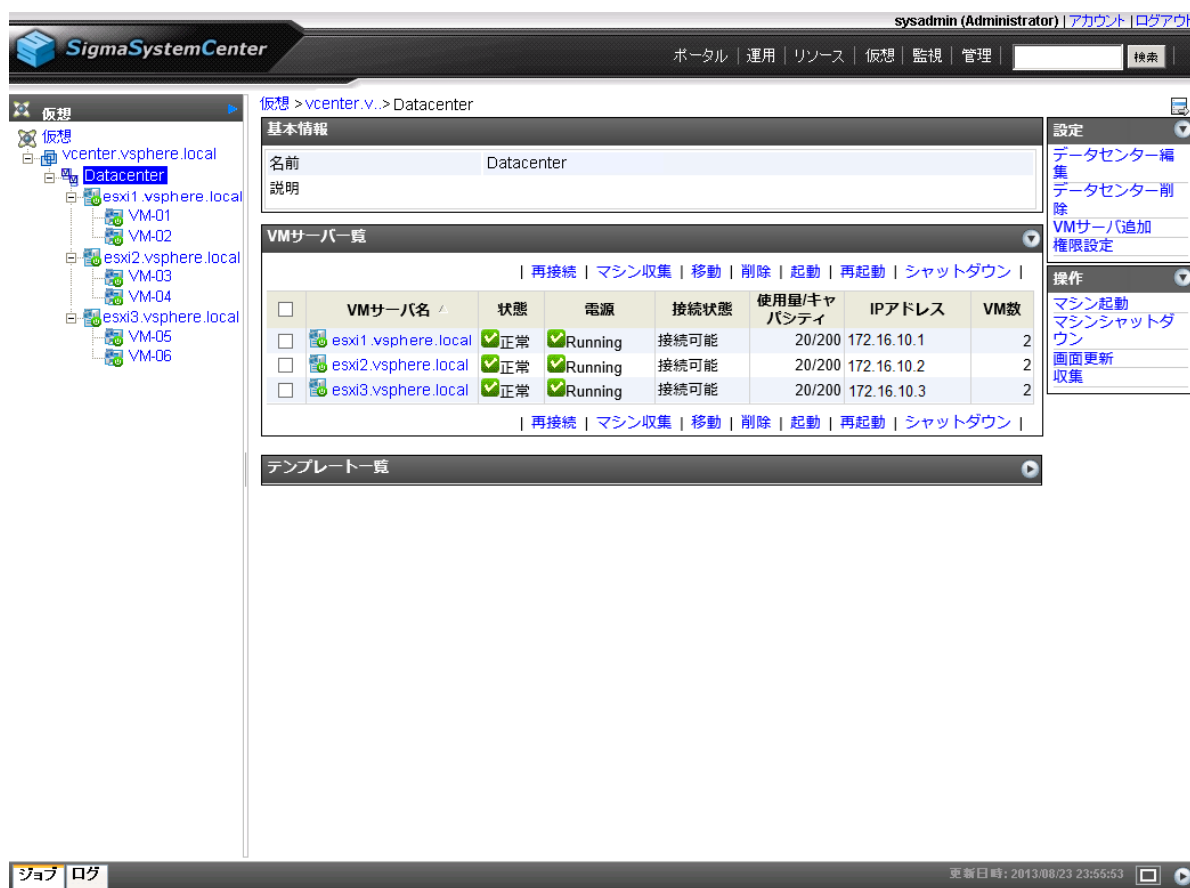 sysadmin (Administrator) | アカウント | ログアウト
SigmaSystemCenter
ポータル | 運用 | リソース | 仮想 | 監視 | 管理 | 検索 |
仮想
仮想
vcenter.vsphere.local
Datacenter
esxi1.vsphere.local
VM-01
VM-02
esxi2.vsphere.local
VM-03
VM-04
esxi3.vsphere.local
VM-05
VM-06
仮想 > vcenter.v..> Datacenter
基本情報
名前 Datacenter
説明
VMサーバ一覧
| 再接続 | マシン収集 | 移動 | 削除 | 起動 | 再起動 | シャットダウン |
VMサーバ名 状態 電源 接続状態 使用量/キャパシティ IPアドレス VM数
esxi1.vsphere.local 正常 Running 接続可能 20/200 172.16.10.1 2
esxi2.vsphere.local 正常 Running 接続可能 20/200 172.16.10.2 2
esxi3.vsphere.local 正常 Running 接続可能 20/200 172.16.10.3 2
| 再接続 | マシン収集 | 移動 | 削除 | 起動 | 再起動 | シャットダウン |
テンプレート一覧
設定
データセンター編
集
データセンター削
除
VMサーバ追加
権限設定
操作
マシン起動
マシンシャットダ
ウン
画面更新
収集
ジョブ ログ
更新日時: 2013/08/23 23:55:53